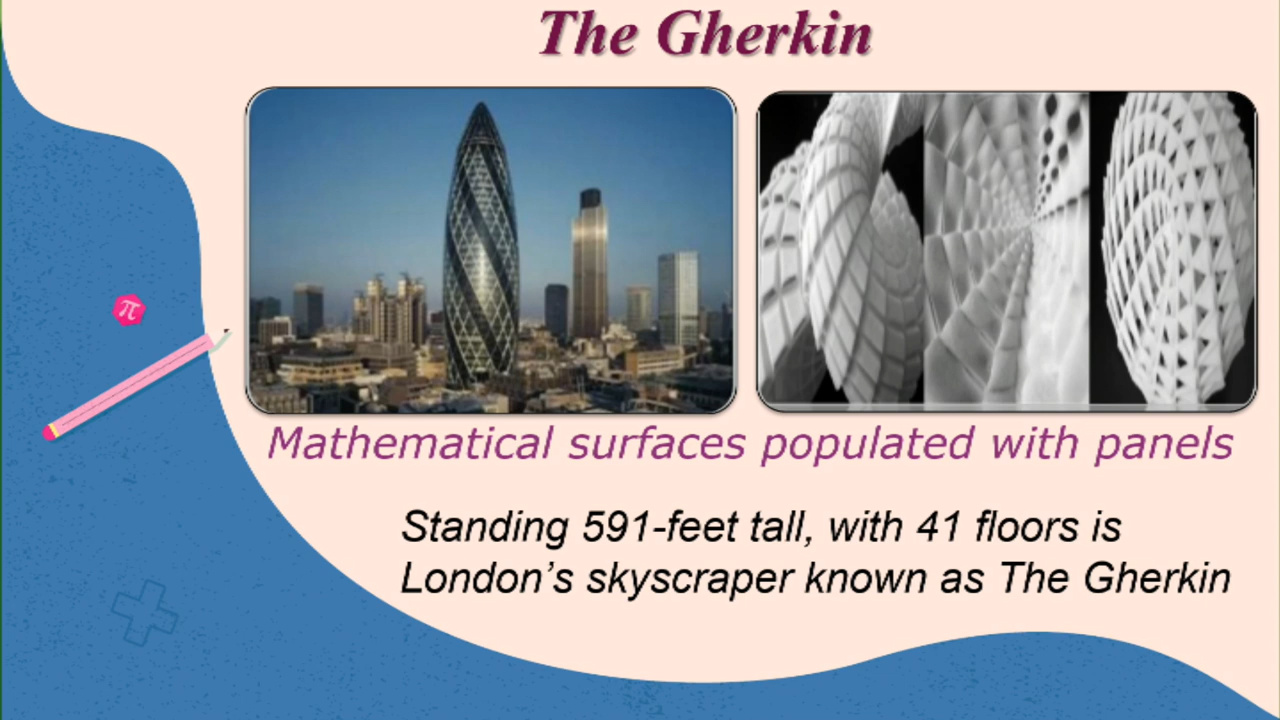 The Gherkin
π
Mathematical surfaces populated with panels
Standing 591-feet tall, with 41 floors is
London’s skyscraper known as The Gherkin